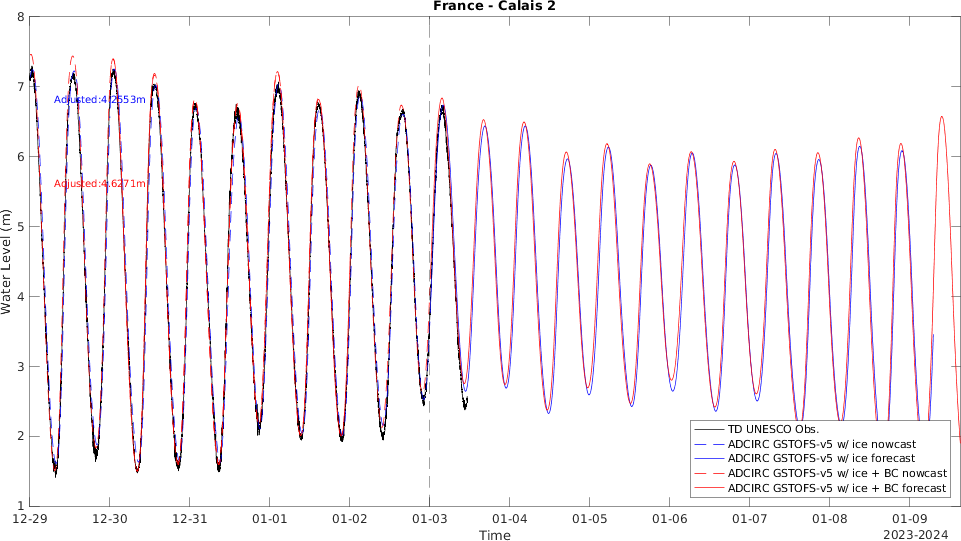 France - Calais 2
8
7
6
5
4
3
2
1
Water Level (m)
Adjusted:4.2553m
Adjusted:4.6271m
TD UNESCO Obs.
ADCIRC GSTOFS-v5 w/ ice nowcast
ADCIRC GSTOFS-v5 w/ ice forecast
ADCIRC GSTOFS-v5 w/ ice + BC nowcast
ADCIRC GSTOFS-v5 w/ ice + BC forecast
12-29 12-30 12-31 01-01 01-02 01-03 01-04 01-05 01-06 01-07 01-08 01-09
Time
2023-2024